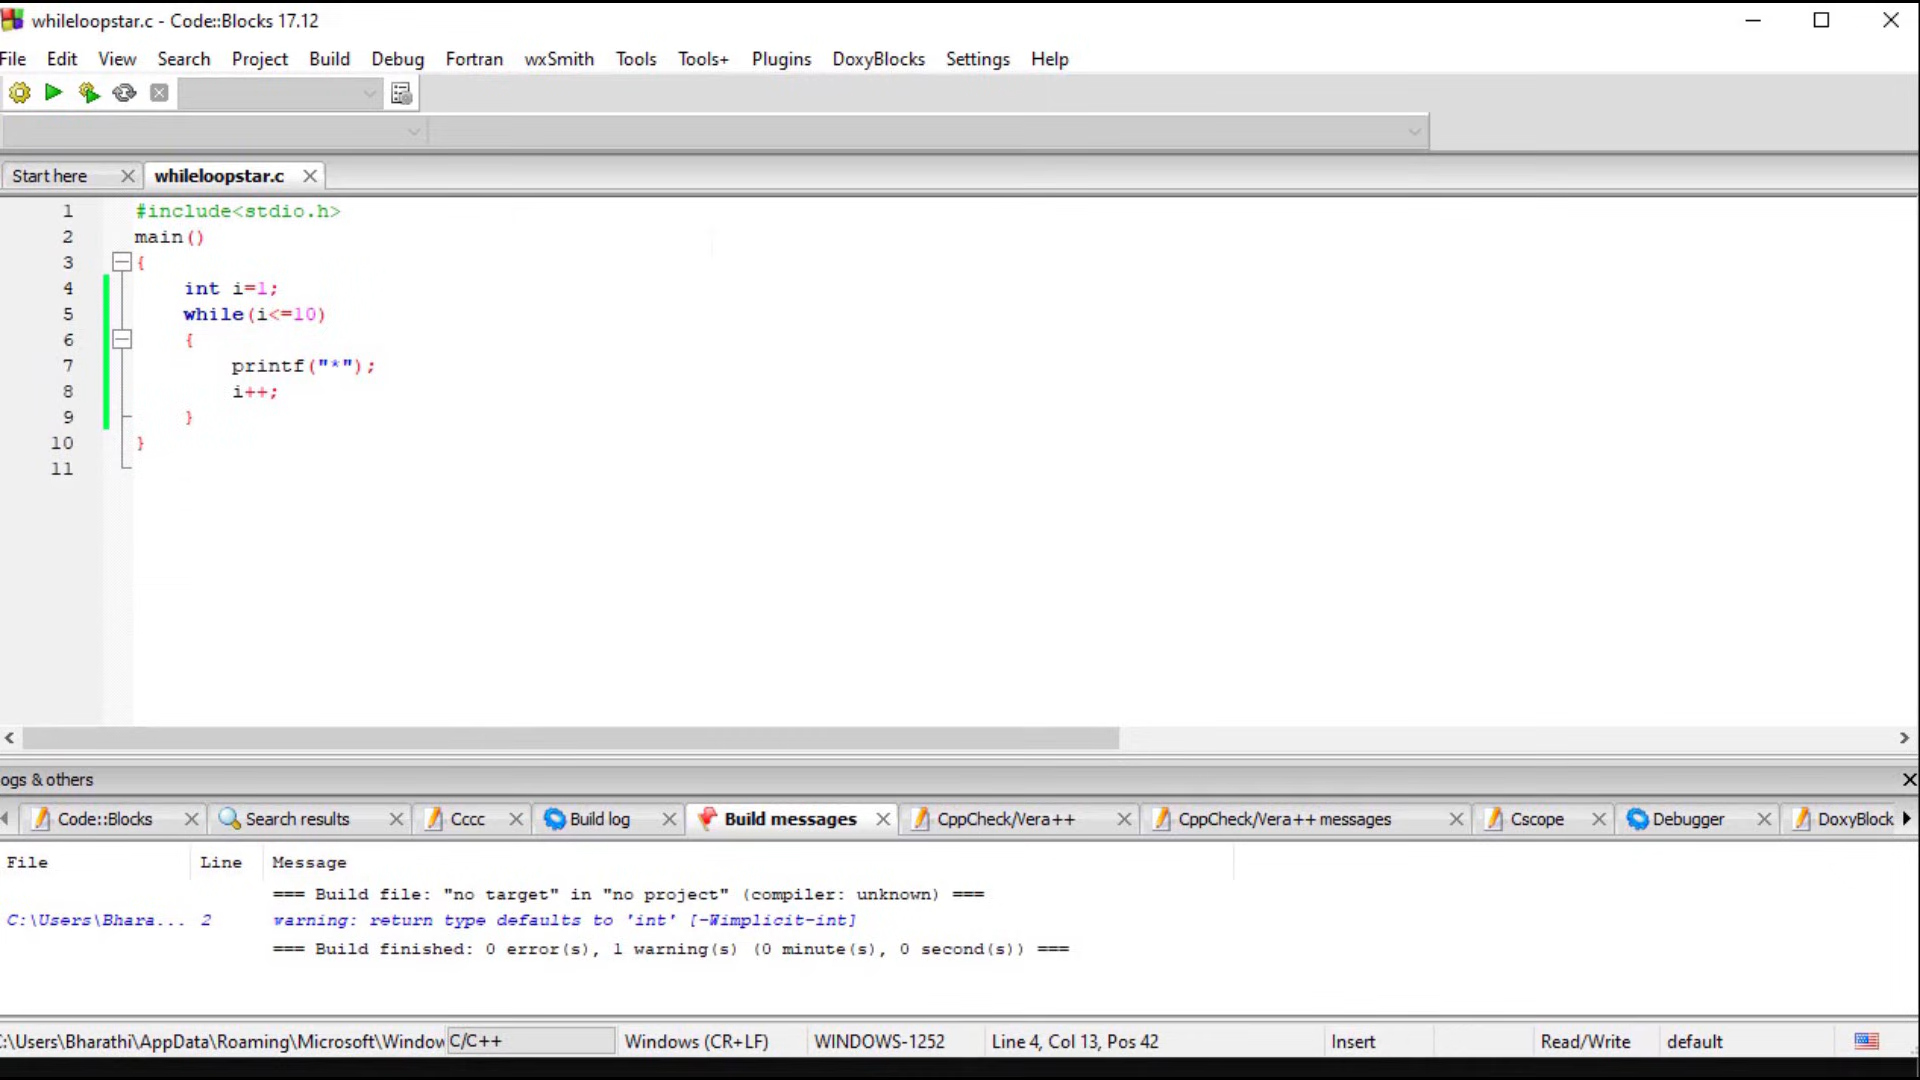 whileloopstar.c - Code::Blocks 17.12
File Edit View Search Project Build Debug Fortran wxSmith Tools Tools+ Plugins DoxyBlocks Settings Help
Start here whileloopstar.c
1 #include<stdio.h>
2 main()
3 {
4 int i=1;
5 while(i<=10)
6 {
7 printf("*");
8 i++;
9 }
10 }
11
ogs & others
Code::Blocks Search results Cccc Build log Build messages CppCheck/Vera++ CppCheck/Vera++ messages Cscope Debugger DoxyBlock
File Line Message
=== Build file: "no target" in "no project" (compiler: unknown) ===
C:\Users\Bhara... 2 warning: return type defaults to 'int' [-Wimplicit-int]
=== Build finished: 0 error(s), 1 warning(s) (0 minute(s), 0 second(s)) ===
:\Users\Bharathi\AppData\Roaming\Microsoft\Window C/C++ Windows (CR+LF) WINDOWS-1252 Line 4, Col 13, Pos 42 Insert Read/Write default